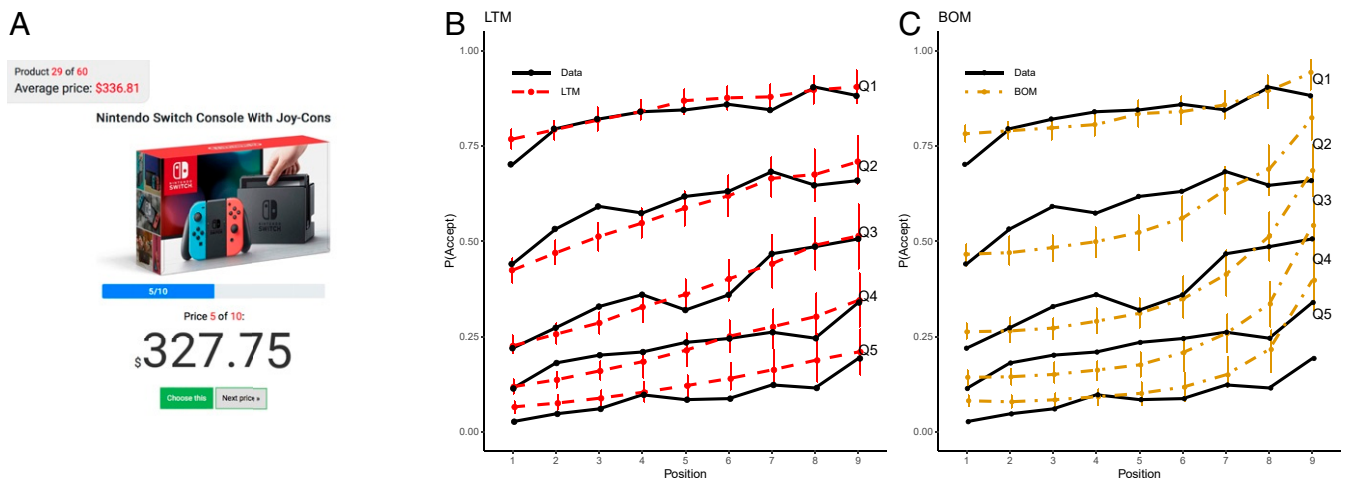 A
Product 29 of 60
Average price: $336.81
Nintendo Switch Console With Joy-Cons
NINTENDO
SWITCH
5/10
Price 5 of 10:
$327.75
Choose this
Next price »
B
LTM
P(Accept)
1.00
0.75
0.50
0.25
0.00
Data
LTM
Q1
Q2
Q3
Q4
Q5
1 2 3 4 5 6 7 8 9
Position
C
BOM
P(Accept)
1.00
0.75
0.50
0.25
0.00
Data
BOM
Q1
Q2
Q3
Q4
Q5
1 2 3 4 5 6 7 8 9
Position